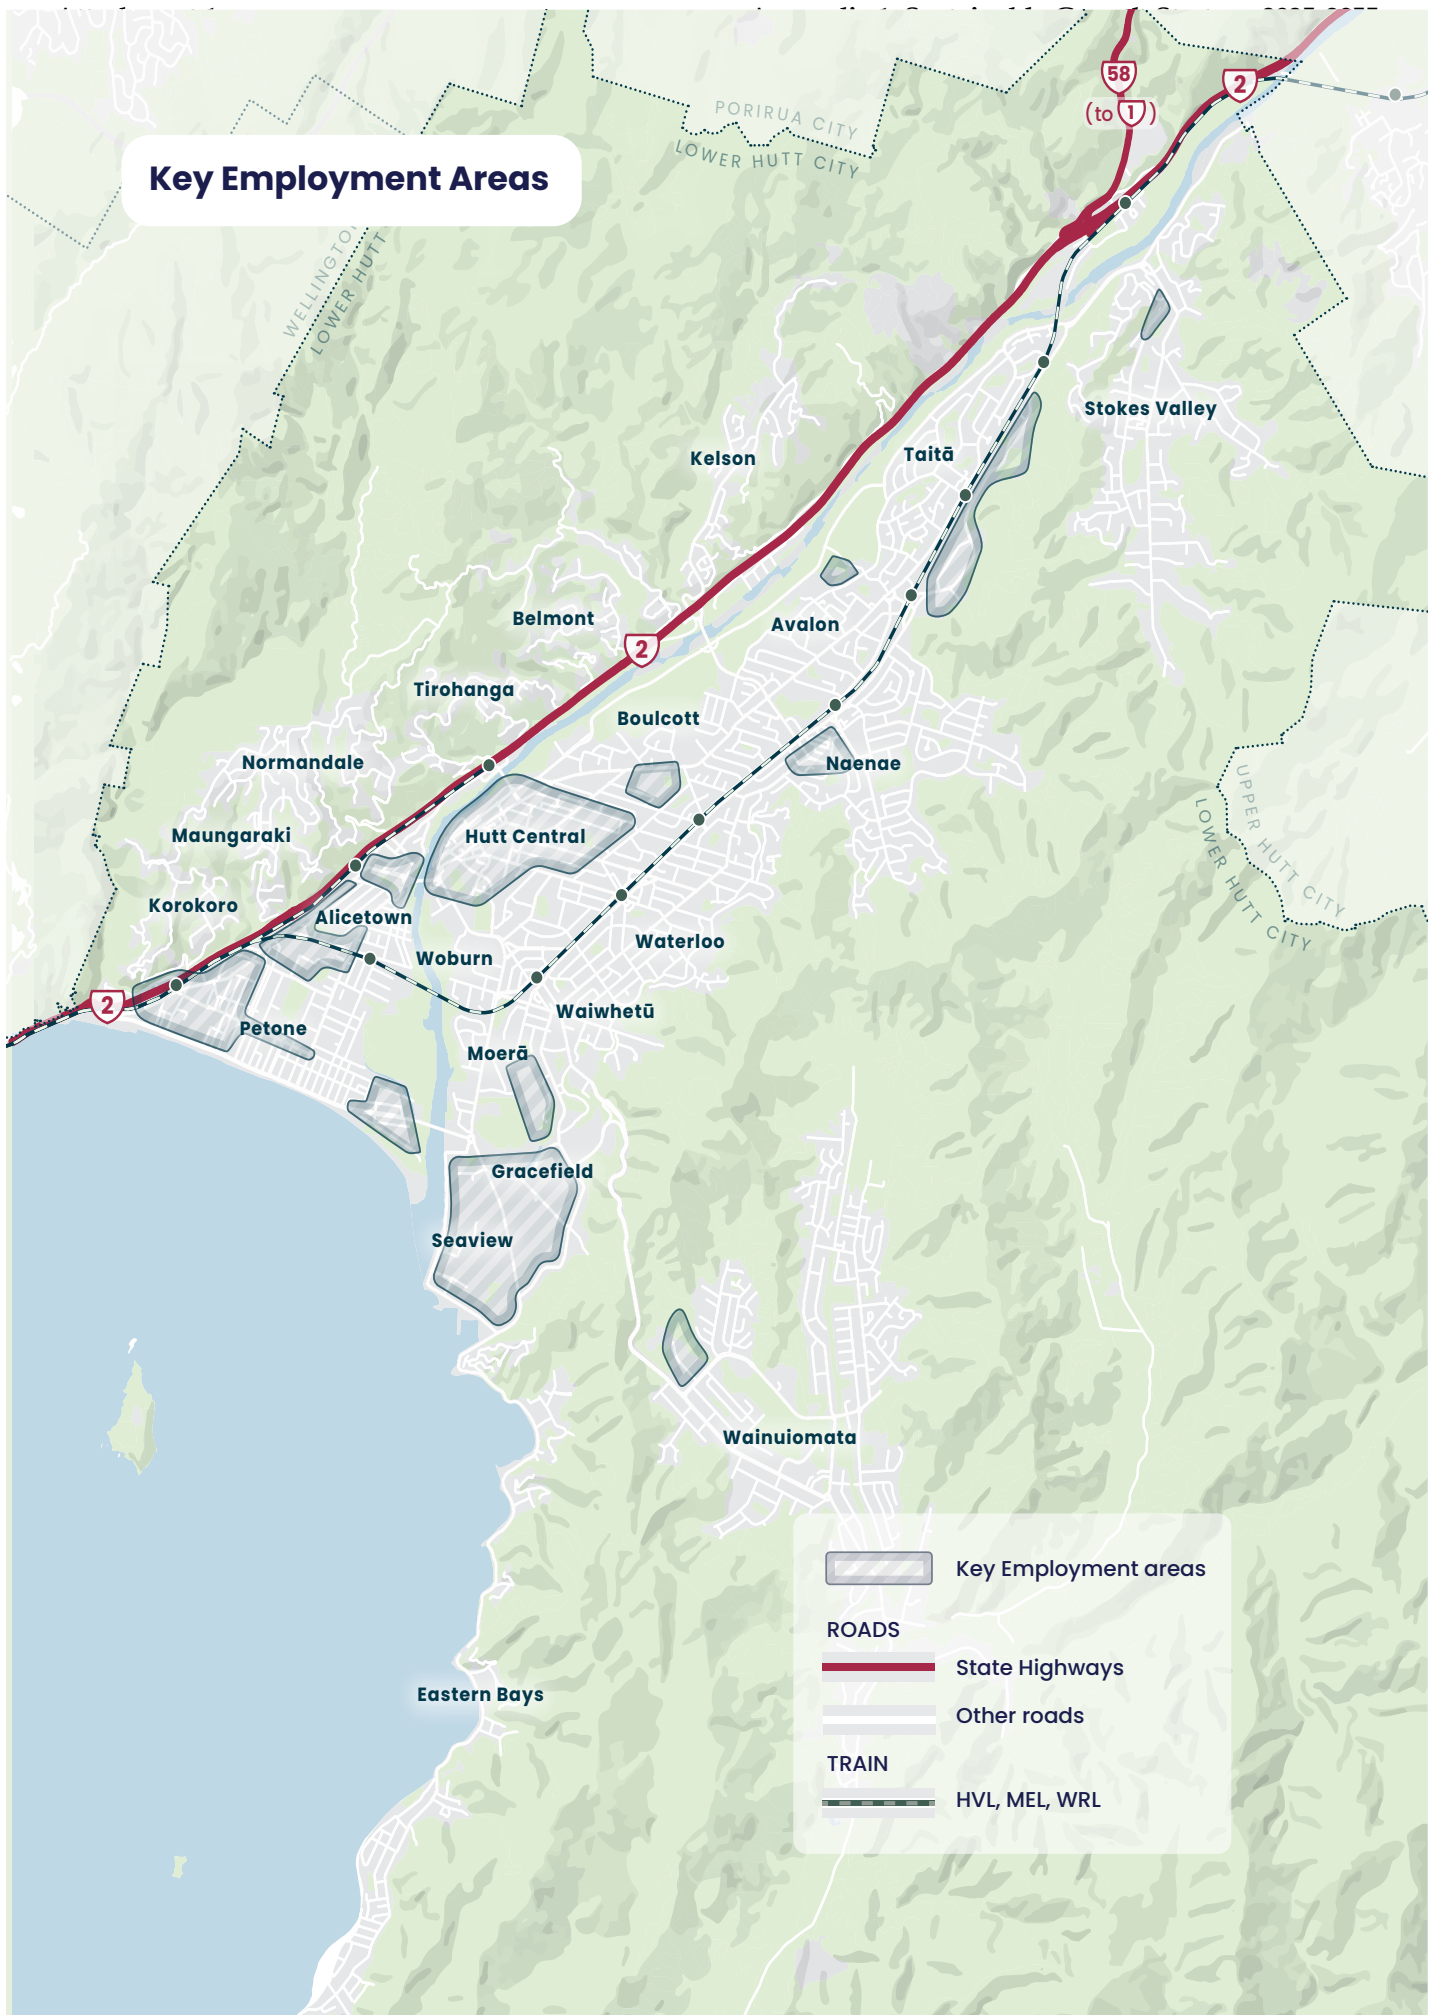 58
2
(to 1)
PORIRUA CITY
LOWER HUTT CITY
Key Employment Areas
WELLINGTO
LOWER HUTT
Stokes Valley
Taitā
Kelson
Belmont
Avalon
2
Tirohanga
Boulcott
Normandale
Naenae
UPPER HUTT CITY
LOWER HUTT CITY
Maungaraki
Hutt Central
Korokoro
Alicetown
Waterloo
Woburn
2
Waiwhetū
Petone
Moerā
Gracefield
Seaview
Wainuiomata
Key Employment areas
ROADS
State Highways
Other roads
TRAIN
HVL, MEL, WRL
Eastern Bays